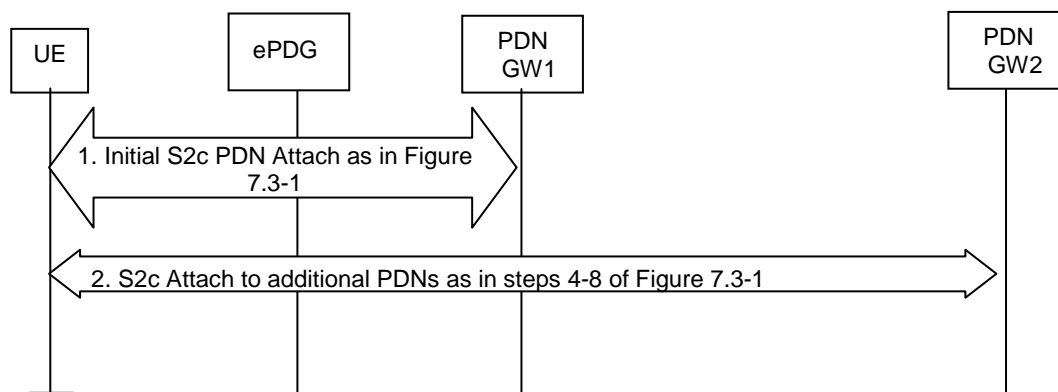 UE
ePDG
PDN
GW1
PDN
GW2
1. Initial S2c PDN Attach as in Figure
7.3-1
2. S2c Attach to additional PDNs as in steps 4-8 of Figure 7.3-1